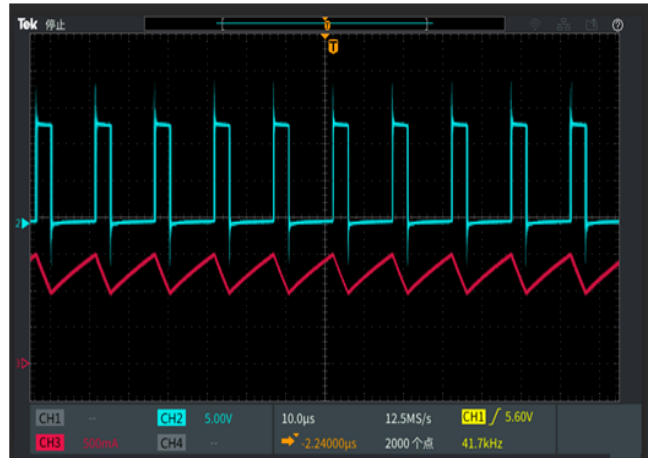 Tek 停止
T
2
3
CH1 -- CH2 5.00V 10.0μs 12.5MS/s CH1 / 5.60V
CH3 500mA CH4 -- -2.24000μs 2000 个点 41.7kHz